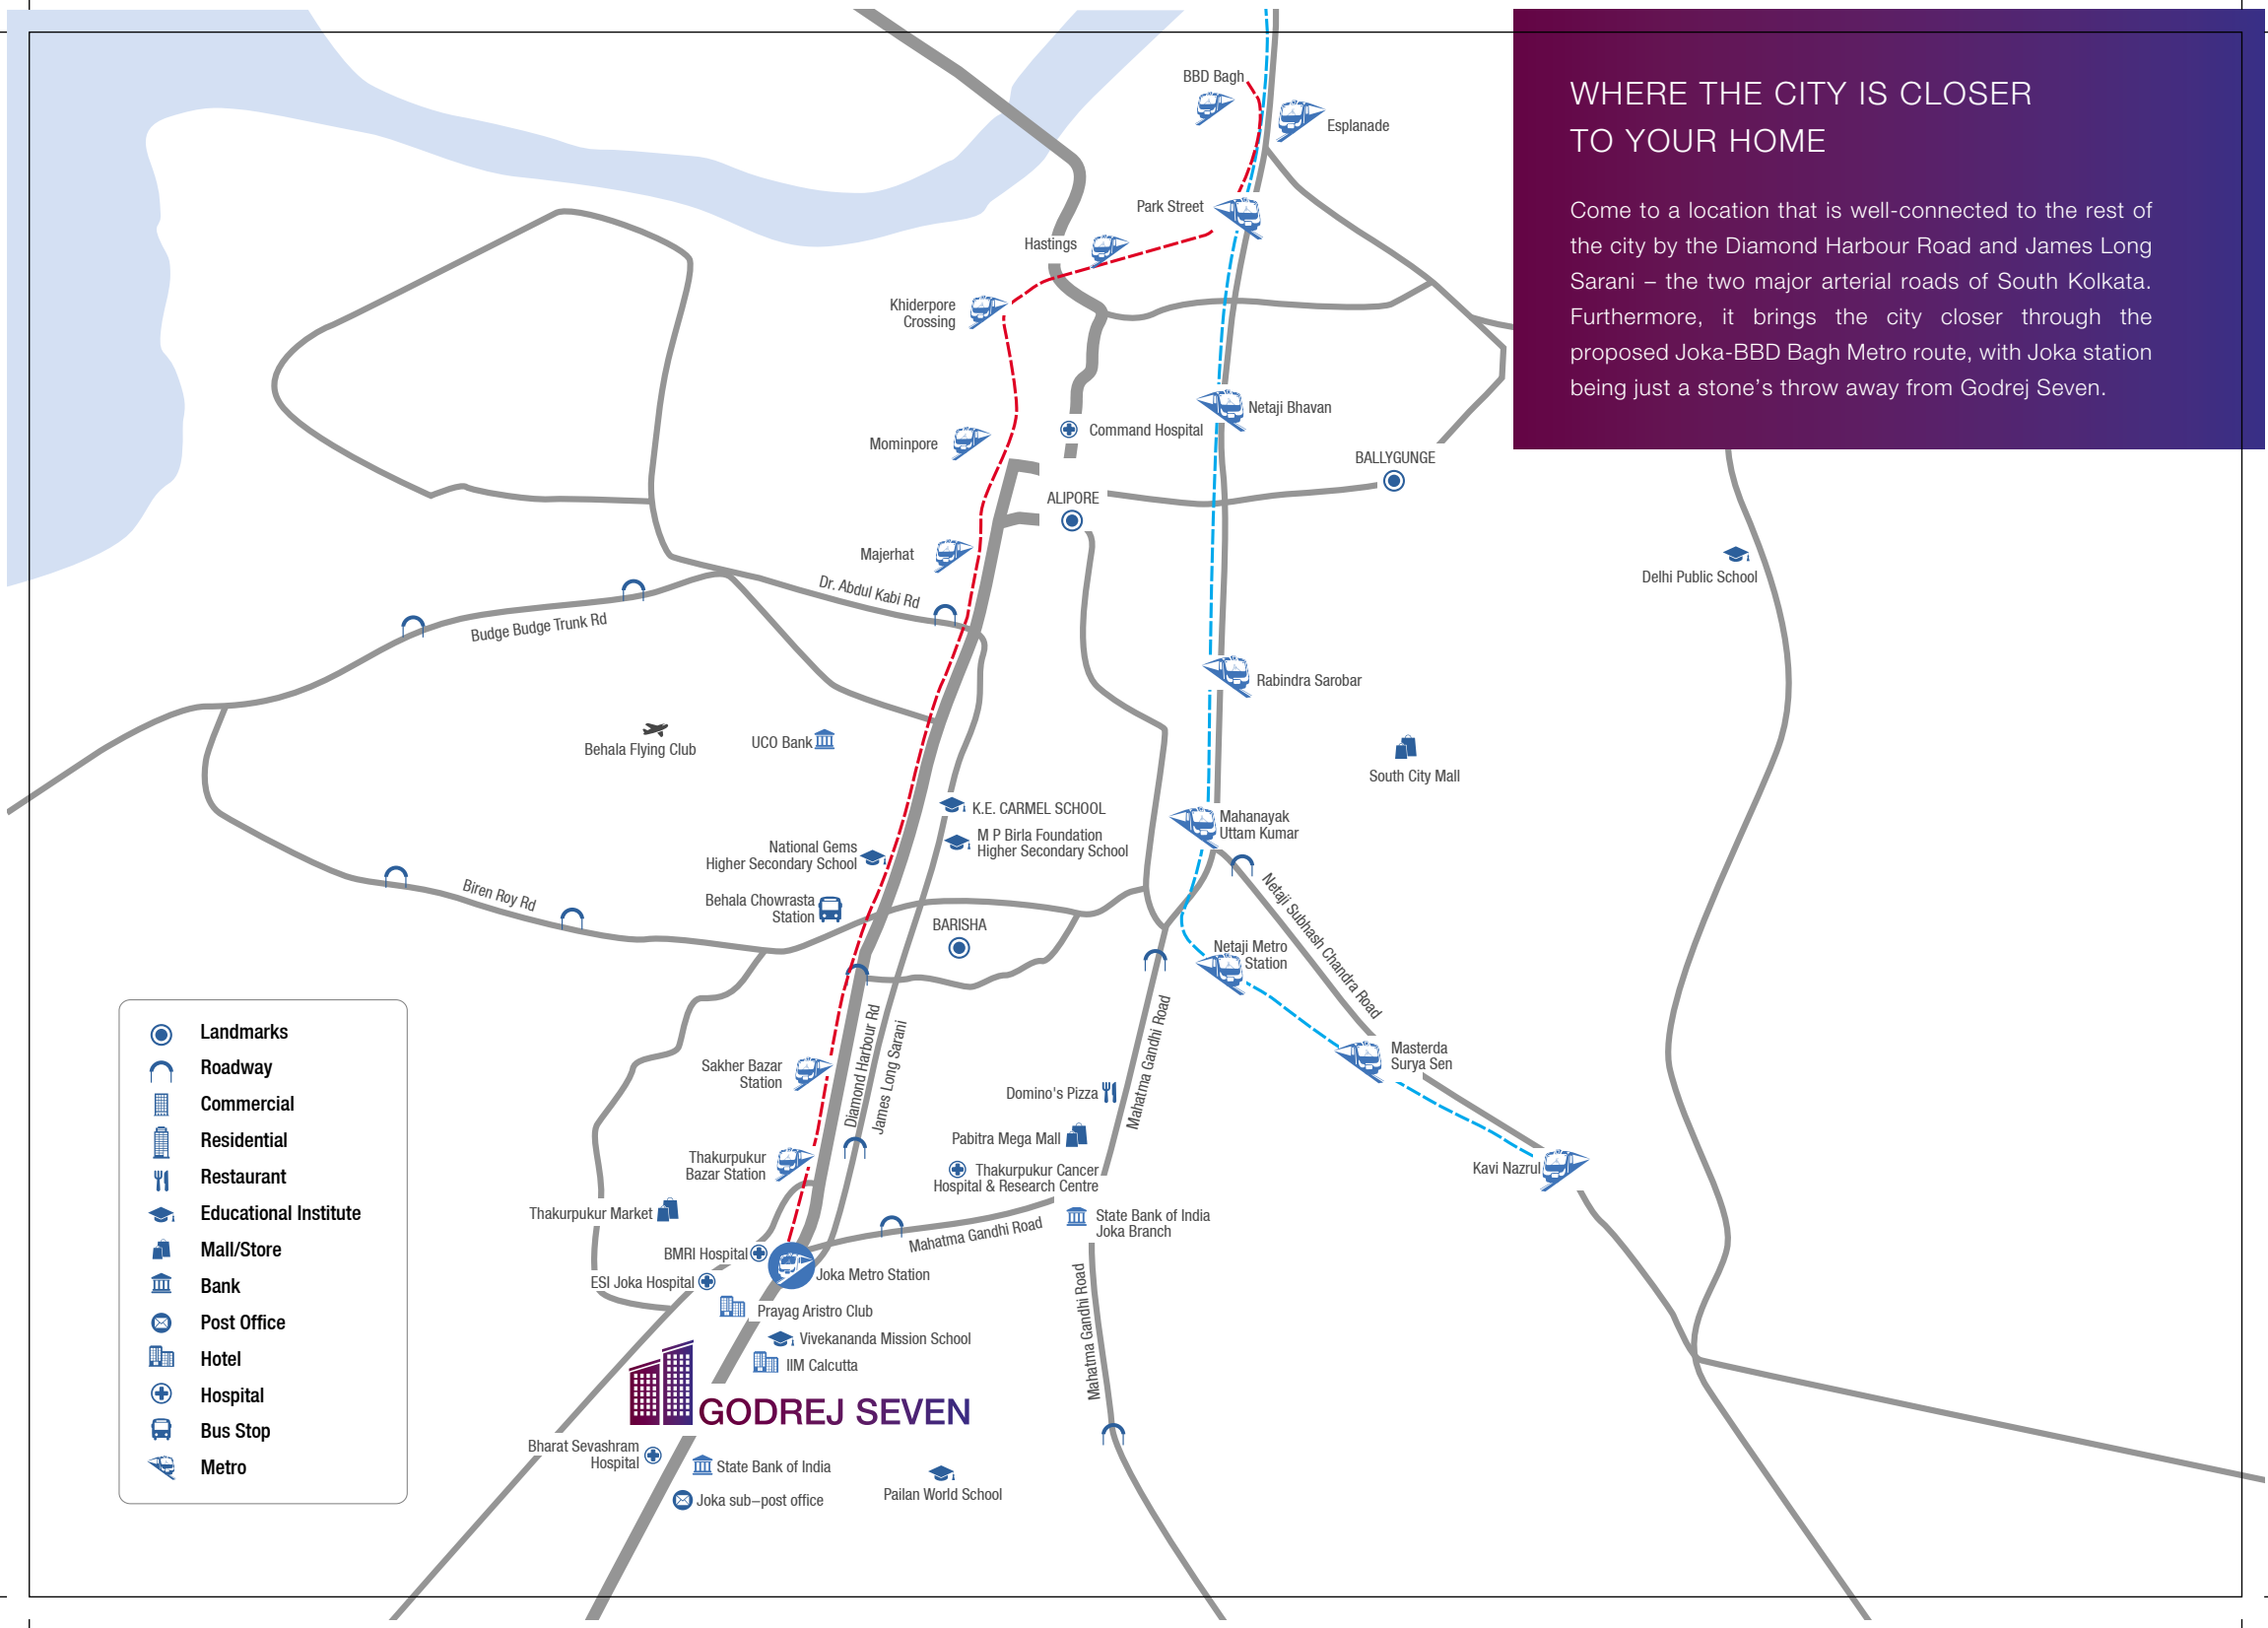 WHERE THE CITY IS CLOSER
TO YOUR HOME
Come to a location that is well-connected to the rest of
the city by the Diamond Harbour Road and James Long
Sarani – the two major arterial roads of South Kolkata.
Furthermore, it brings the city closer through the
proposed Joka-BBD Bagh Metro route, with Joka station
being just a stone's throw away from Godrej Seven.
BBD Bagh
Esplanade
Park Street
Hastings
Khiderpore
Crossing
Netaji Bhavan
Command Hospital
Mominpore
BALLYGUNGE
ALIPORE
Majerhat
Delhi Public School
Dr. Abdul Kabi Rd
Budge Budge Trunk Rd
Rabindra Sarobar
Behala Flying Club
UCO Bank
South City Mall
K.E. CARMEL SCHOOL
Mahanayak
Uttam Kumar
M P Birla Foundation
Higher Secondary School
National Gems
Higher Secondary School
Biren Roy Rd
Behala Chowrasta
Station
BARISHA
Netaji Subhash Chandra Road
Netaji Metro
Station
Diamond Harbour Rd
James Long Sarani
Mahatma Gandhi Road
Masterda
Surya Sen
Sakher Bazar
Station
Domino's Pizza
Pabitra Mega Mall
Thakurpukur
Bazar Station
Thakurpukur Cancer
Hospital & Research Centre
Kavi Nazrul
Thakurpukur Market
State Bank of India
Joka Branch
Mahatma Gandhi Road
BMRI Hospital
Joka Metro Station
ESI Joka Hospital
Prayag Aristro Club
Mahatma Gandhi Road
Vivekananda Mission School
IIM Calcutta
GODREJ SEVEN
Bharat Sevashram
Hospital
State Bank of India
Joka sub–post office
Pailan World School
Landmarks
Roadway
Commercial
Residential
Restaurant
Educational Institute
Mall/Store
Bank
Post Office
Hotel
Hospital
Bus Stop
Metro